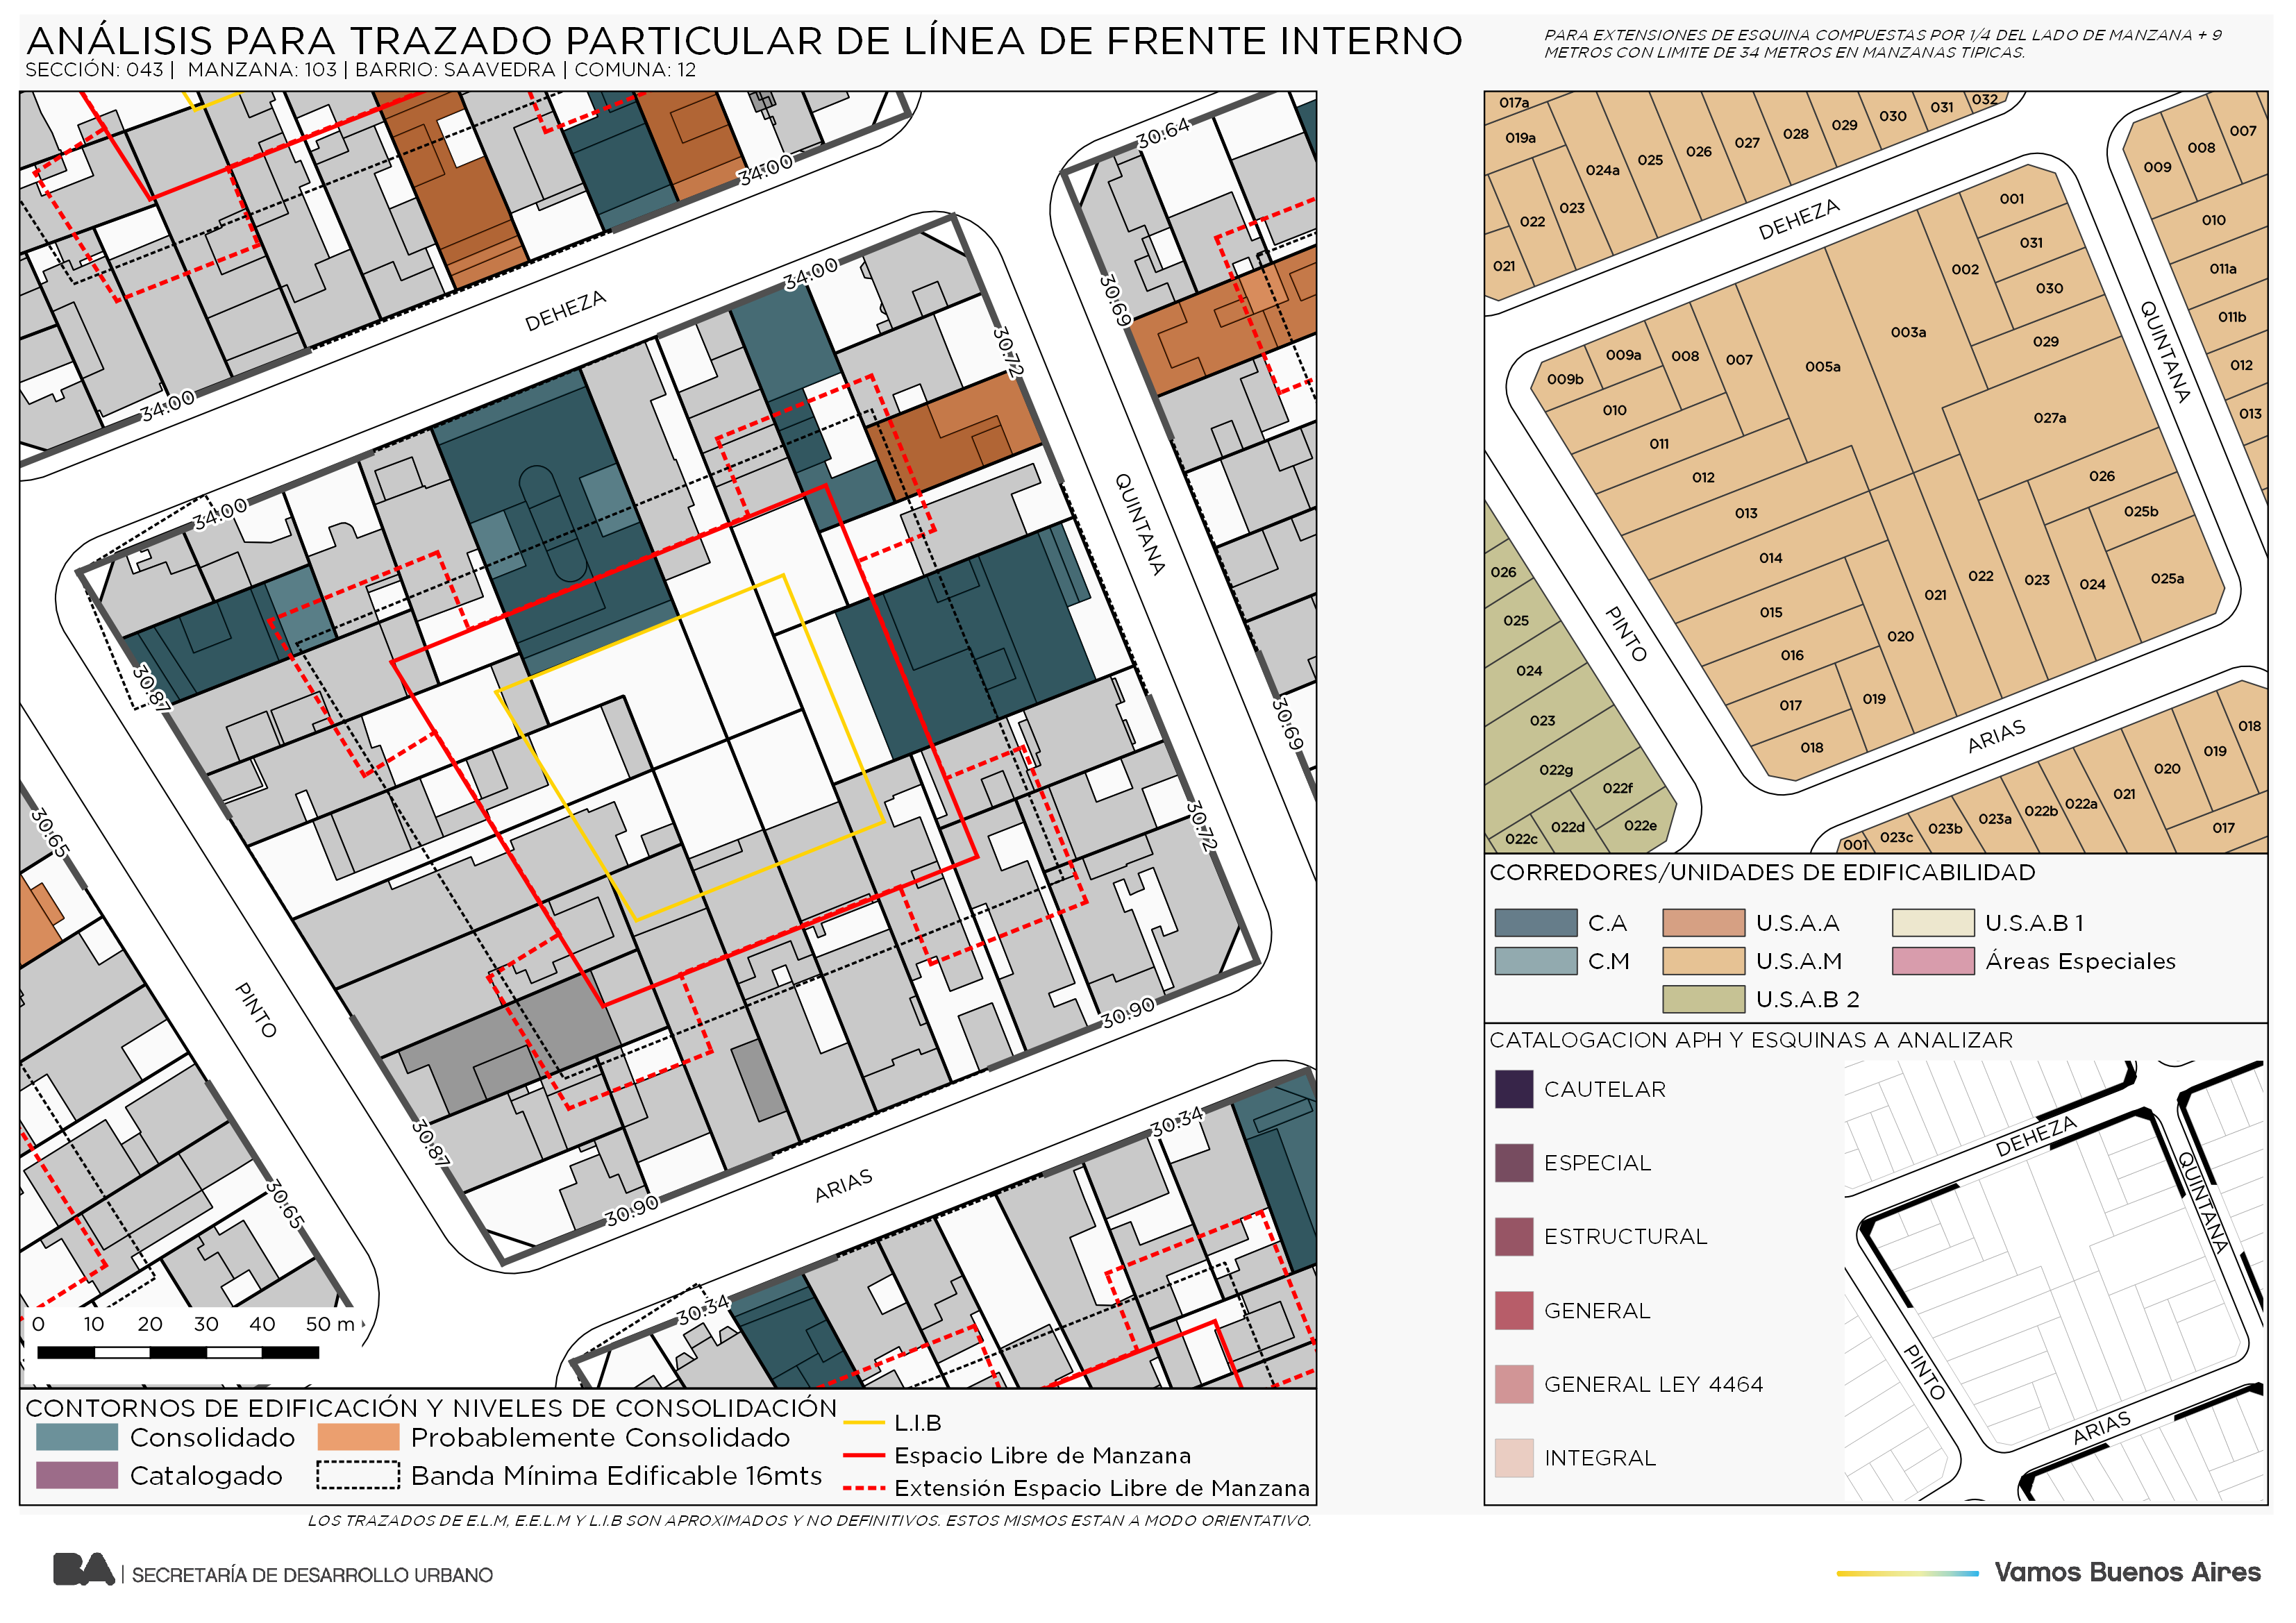 ANÁLISIS PARA TRAZADO PARTICULAR DE LÍNEA DE FRENTE INTERNO
SECCIÓN: 043 | MANZANA: 103 | BARRIO: SAAVEDRA | COMUNA: 12
PARA EXTENSIONES DE ESQUINA COMPUESTAS POR 1/4 DEL LADO DE MANZANA + 9
METROS CON LIMITE DE 34 METROS EN MANZANAS TIPICAS.
34.00
30.64
34.00
30.69
DEHEZA
30.72
34.00
QUINTANA
34.00
30.87
30.69
30.65
30.72
PINTO
30.90
30.87
30.34
30.65
ARIAS
30.90
30.34
0 10 20 30 40 50 m
CONTORNOS DE EDIFICACIÓN Y NIVELES DE CONSOLIDACIÓN
Consolidado
Probablemente Consolidado
Catalogado
Banda Mínima Edificable 16mts
L.I.B
Espacio Libre de Manzana
Extensión Espacio Libre de Manzana
LOS TRAZADOS DE E.L.M, E.E.L.M Y L.I.B SON APROXIMADOS Y NO DEFINITIVOS. ESTOS MISMOS ESTAN A MODO ORIENTATIVO.
017a
019a
021
022
023
024a
025
026
027
028
029
030
031
032
009
008
007
010
011a
011b
012
013
DEHEZA
QUINTANA
001
031
030
002
029
003a
027a
005a
007
008
009a
009b
010
011
012
013
014
015
016
017
018
019
020
021
022
023
024
025a
025b
026
PINTO
ARIAS
026
025
024
023
022g
022f
022e
022d
022c
001
023c
023b
023a
022b
022a
021
020
019
018
017
CORREDORES/UNIDADES DE EDIFICABILIDAD
C.A
U.S.A.A
U.S.A.B 1
C.M
U.S.A.M
Áreas Especiales
U.S.A.B 2
CATALOGACION APH Y ESQUINAS A ANALIZAR
CAUTELAR
ESPECIAL
ESTRUCTURAL
GENERAL
GENERAL LEY 4464
INTEGRAL
DEHEZA
QUINTANA
PINTO
ARIAS
BA | SECRETARÍA DE DESARROLLO URBANO
Vamos Buenos Aires